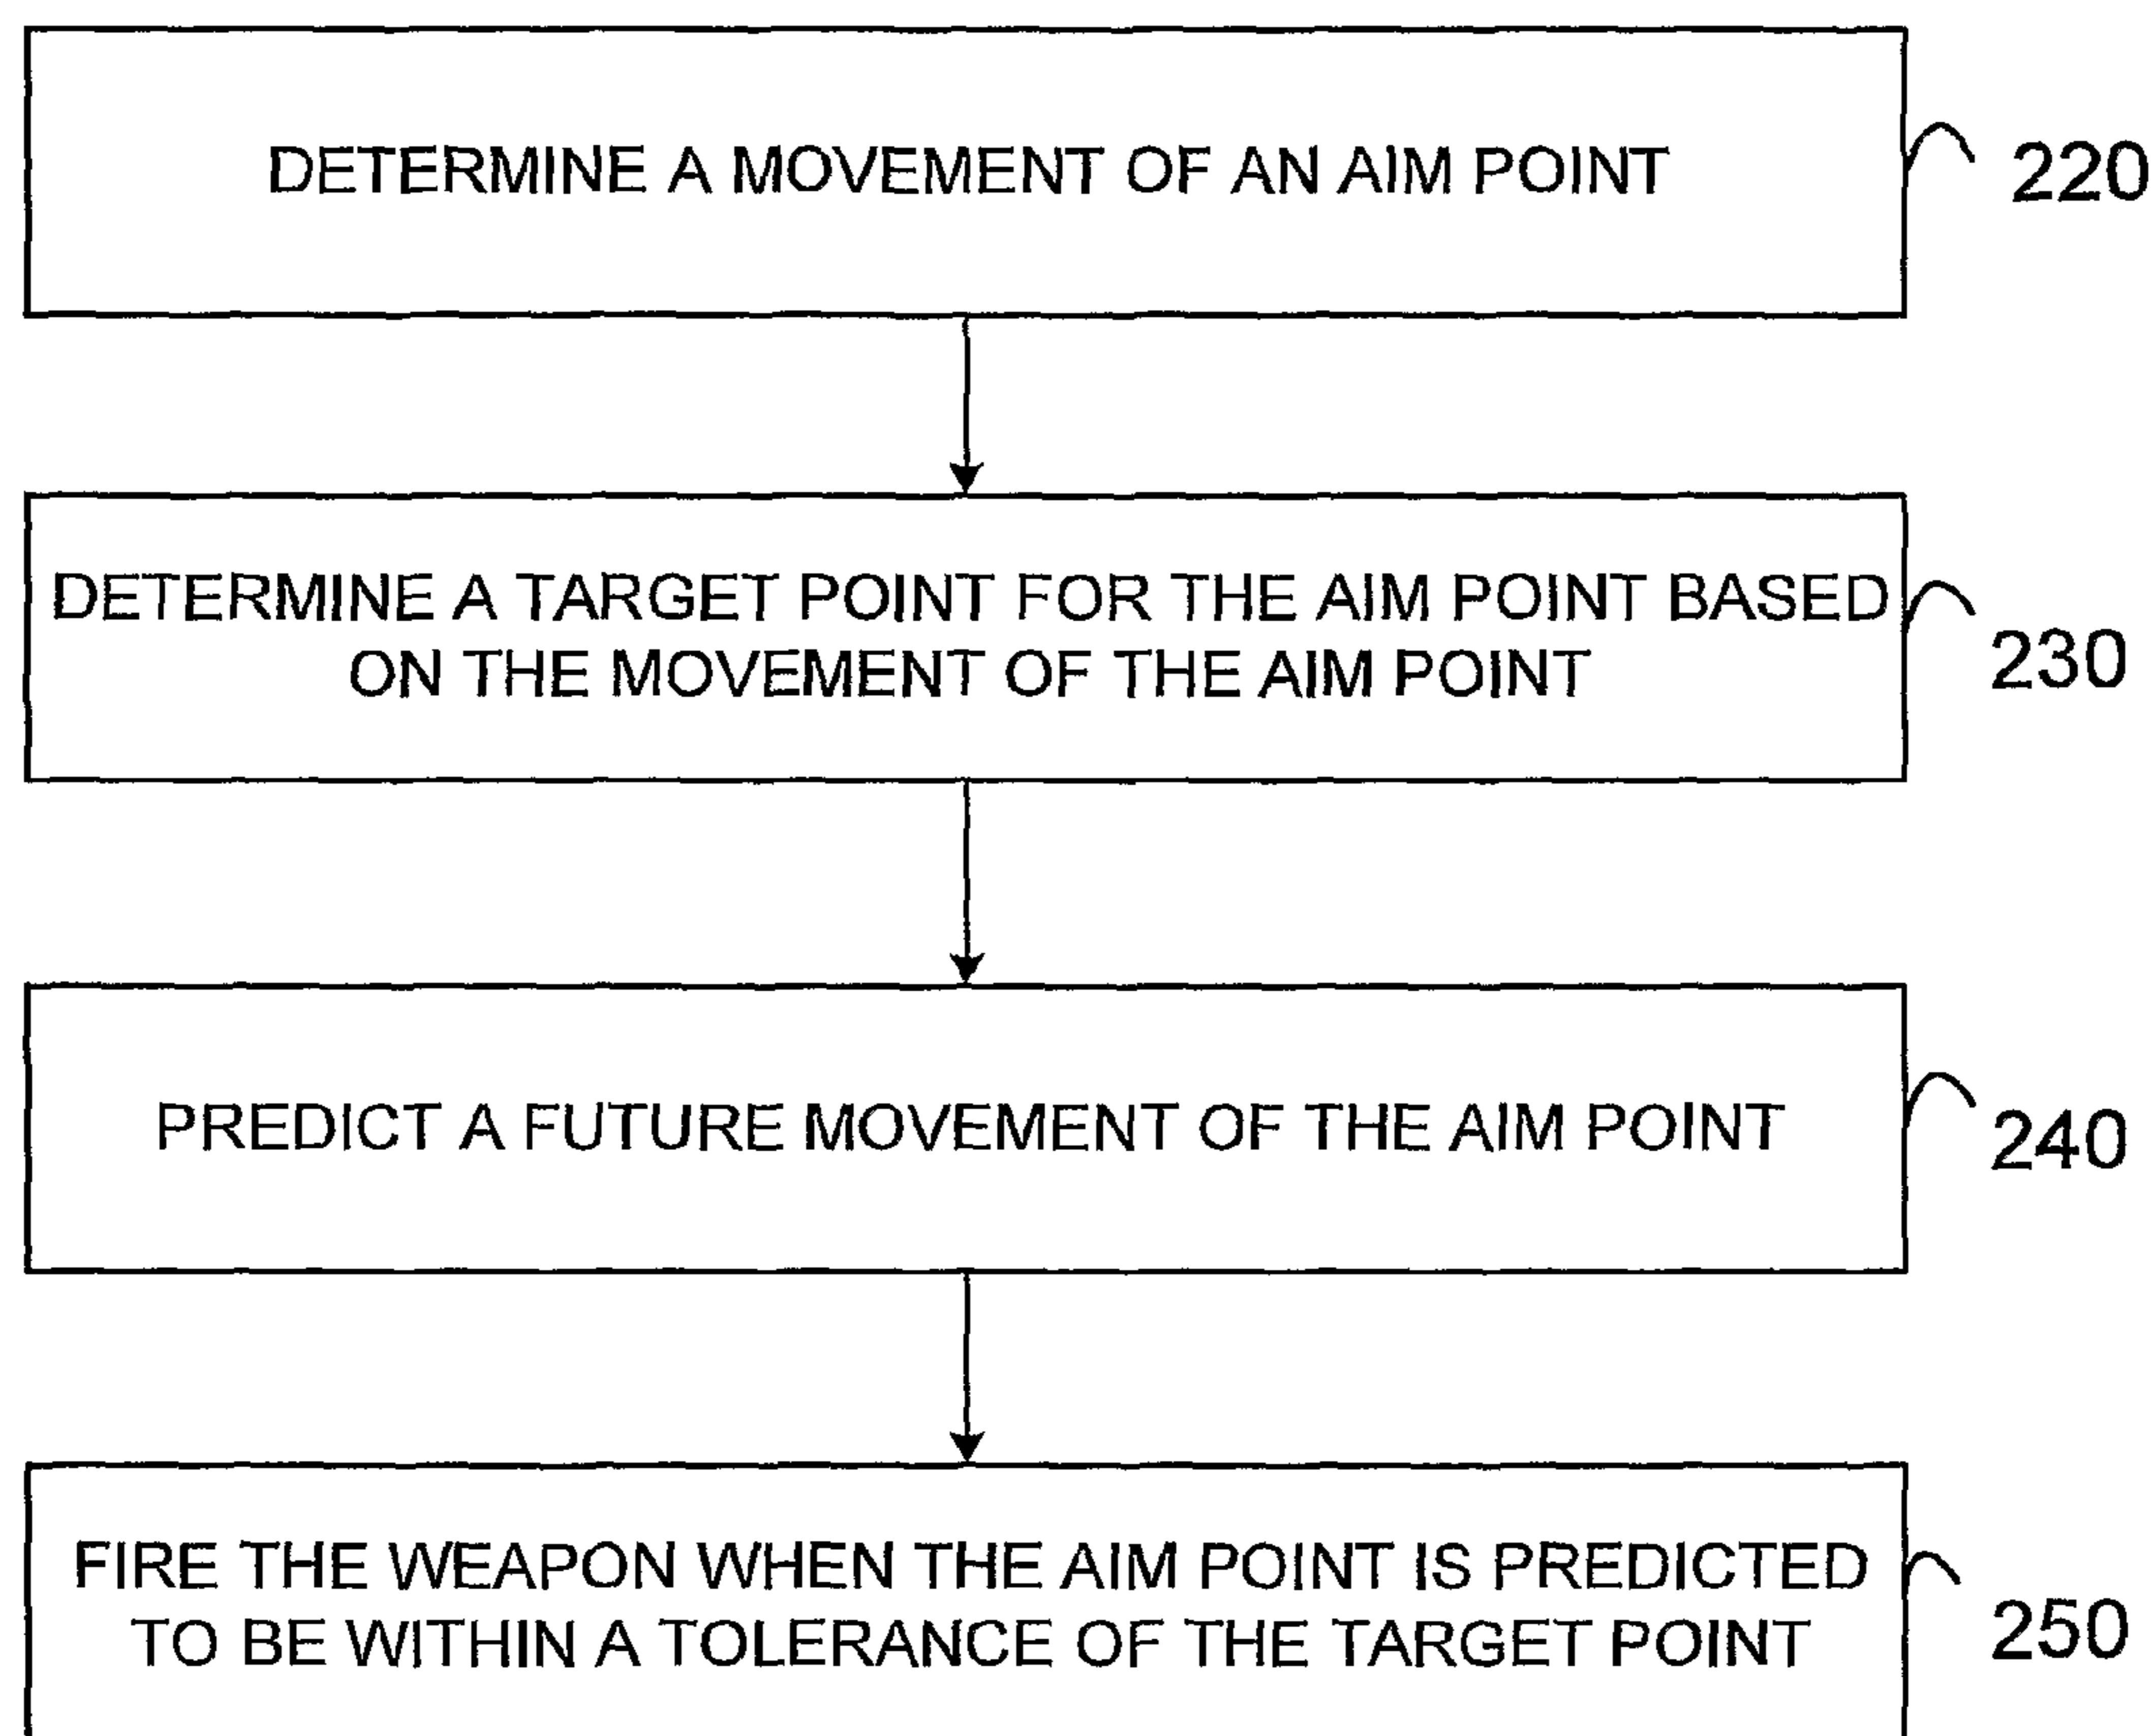 DETERMINE A MOVEMENT OF AN AIM POINT
220
DETERMINE A TARGET POINT FOR THE AIM POINT BASED
ON THE MOVEMENT OF THE AIM POINT
230
PREDICT A FUTURE MOVEMENT OF THE AIM POINT
240
FIRE THE WEAPON WHEN THE AIM POINT IS PREDICTED
TO BE WITHIN A TOLERANCE OF THE TARGET POINT
250